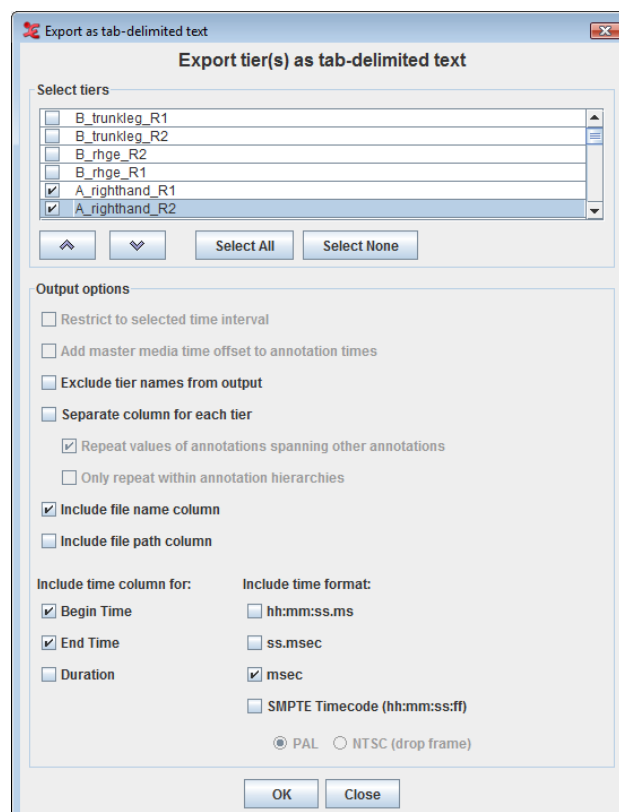 Export as tab-delimited text
Export tier(s) as tab-delimited text
Select tiers
B_trunkleg_R1
B_trunkleg_R2
B_rhge_R2
B_rhge_R1
A_righthand_R1
A_righthand_R2
Select All Select None
Output options
Restrict to selected time interval
Add master media time offset to annotation times
Exclude tier names from output
Separate column for each tier
Repeat values of annotations spanning other annotations
Only repeat within annotation hierarchies
Include file name column
Include file path column
Include time column for: Include time format:
Begin Time hh:mm:ss.ms
End Time ss.msec
Duration msec
SMPTE Timecode (hh:mm:ss:ff)
PAL NTSC (drop frame)
OK Close